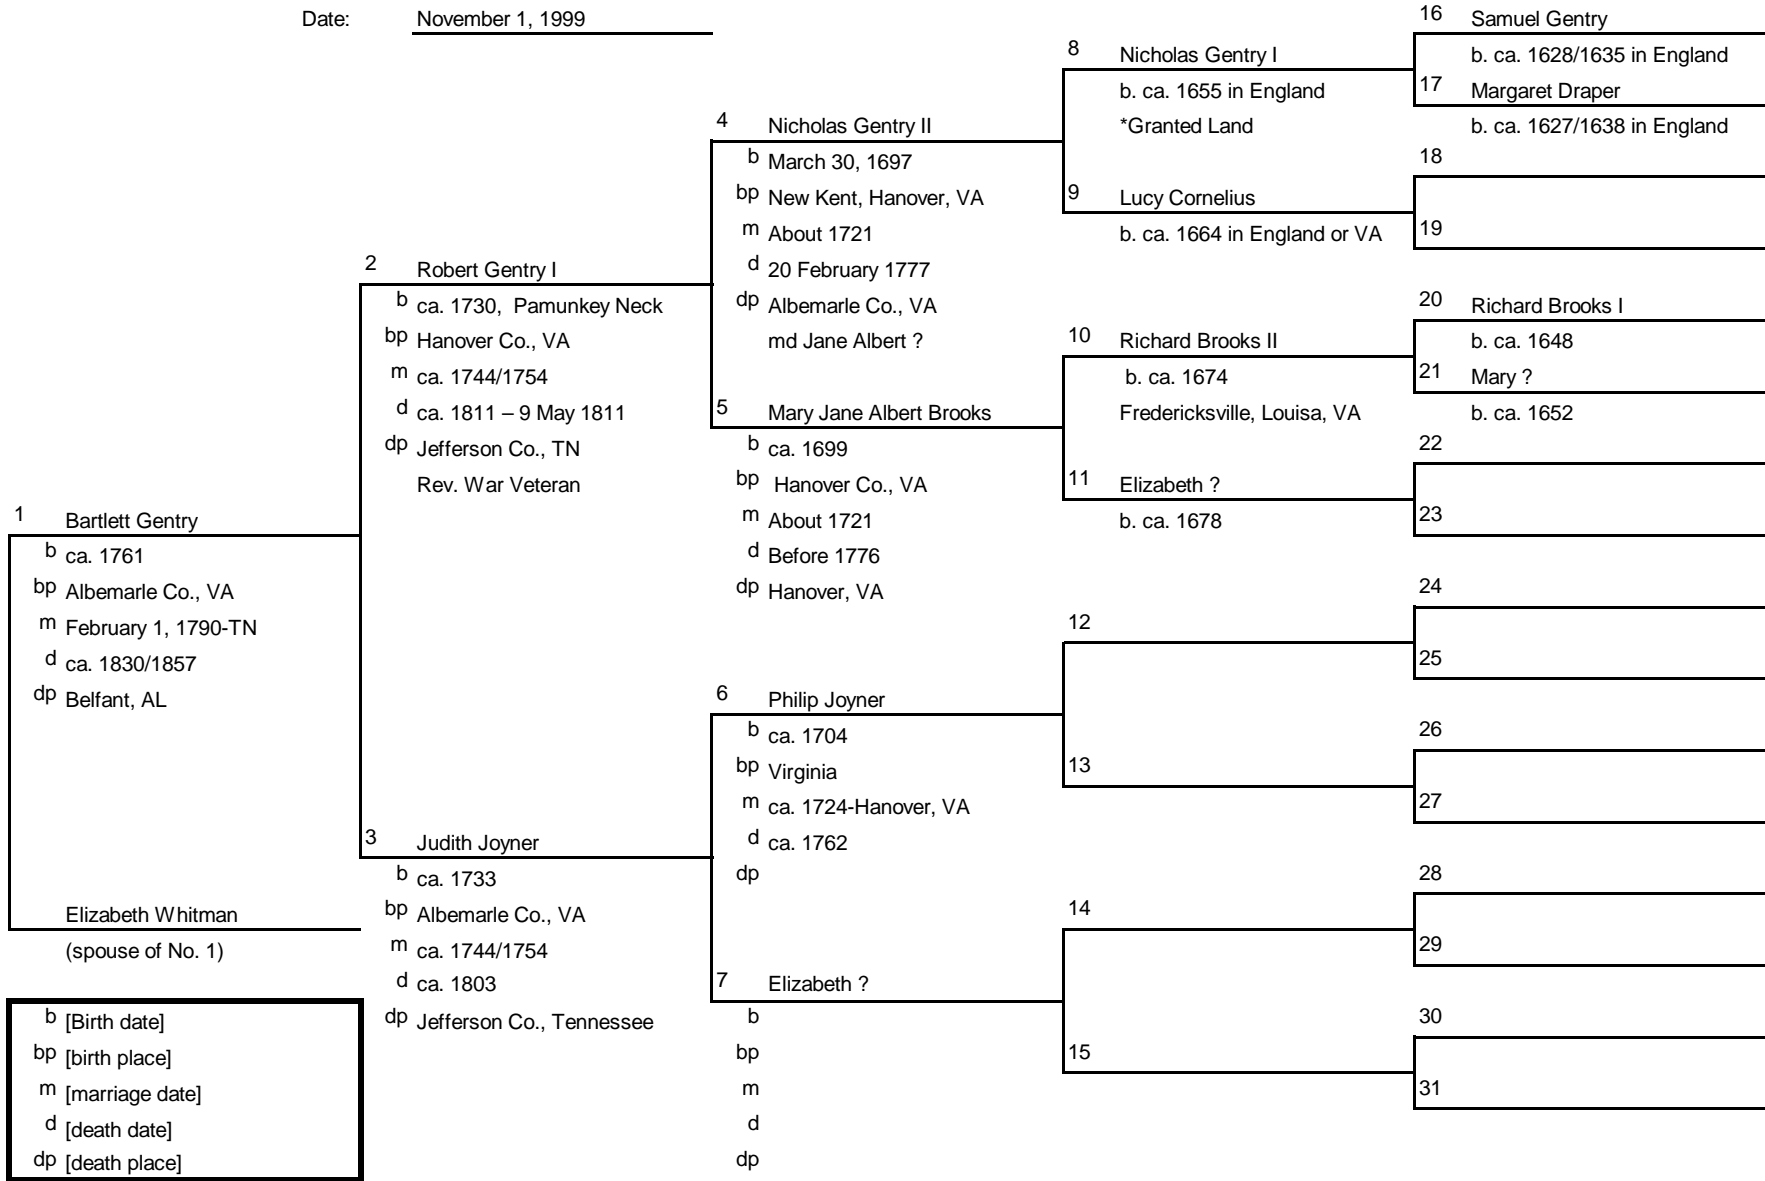 Date: November 1, 1999
1 Bartlett Gentry
b ca. 1761
bp Albemarle Co., VA
m February 1, 1790-TN
d ca. 1830/1857
dp Belfant, AL
Elizabeth Whitman
(spouse of No. 1)
b [Birth date]
bp [birth place]
m [marriage date]
d [death date]
dp [death place]
2 Robert Gentry I
b ca. 1730, Pamunkey Neck
bp Hanover Co., VA
m ca. 1744/1754
d ca. 1811 – 9 May 1811
dp Jefferson Co., TN
Rev. War Veteran
3 Judith Joyner
b ca. 1733
bp Albemarle Co., VA
m ca. 1744/1754
d ca. 1803
dp Jefferson Co., Tennessee
4 Nicholas Gentry II
b March 30, 1697
bp New Kent, Hanover, VA
m About 1721
d 20 February 1777
dp Albemarle Co., VA
md Jane Albert ?
5 Mary Jane Albert Brooks
b ca. 1699
bp Hanover Co., VA
m About 1721
d Before 1776
dp Hanover, VA
6 Philip Joyner
b ca. 1704
bp Virginia
m ca. 1724-Hanover, VA
d ca. 1762
dp
7 Elizabeth ?
b
bp
m
d
dp
8 Nicholas Gentry I
b. ca. 1655 in England
*Granted Land
9 Lucy Cornelius
b. ca. 1664 in England or VA
10 Richard Brooks II
b. ca. 1674
Fredericksville, Louisa, VA
11 Elizabeth ?
b. ca. 1678
12
13
14
15
16 Samuel Gentry
b. ca. 1628/1635 in England
17 Margaret Draper
b. ca. 1627/1638 in England
18
19
20 Richard Brooks I
b. ca. 1648
21 Mary ?
b. ca. 1652
22
23
24
25
26
27
28
29
30
31